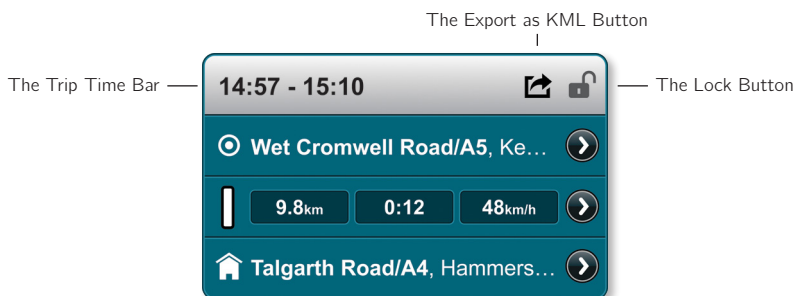 The Export as KML Button
The Trip Time Bar
14:57 - 15:10
The Lock Button
Wet Cromwell Road/A5, Ke...
9.8km 0:12 48km/h
Talgarth Road/A4, Hammers...